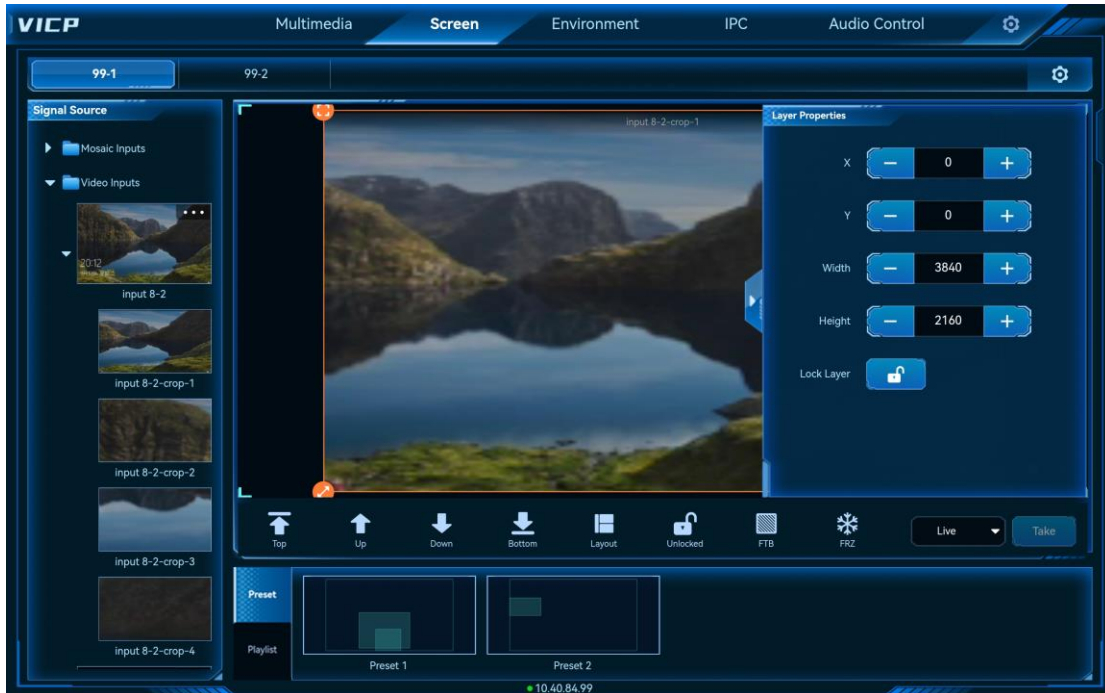 VICP
Multimedia
Screen
Environment
IPC
Audio Control
99-1
99-2
Signal Source
Mosaic Inputs
Video Inputs
20:12
input 8-2
input 8-2-crop-1
input 8-2-crop-2
input 8-2-crop-3
input 8-2-crop-4
input 8-2-crop-1
Layer Properties
X
0
Y
0
Width
3840
Height
2160
Lock Layer
Top
Up
Down
Bottom
Layout
Unlocked
FTB
FRZ
Live
Take
Preset
Playlist
Preset 1
Preset 2
10.40.84.99